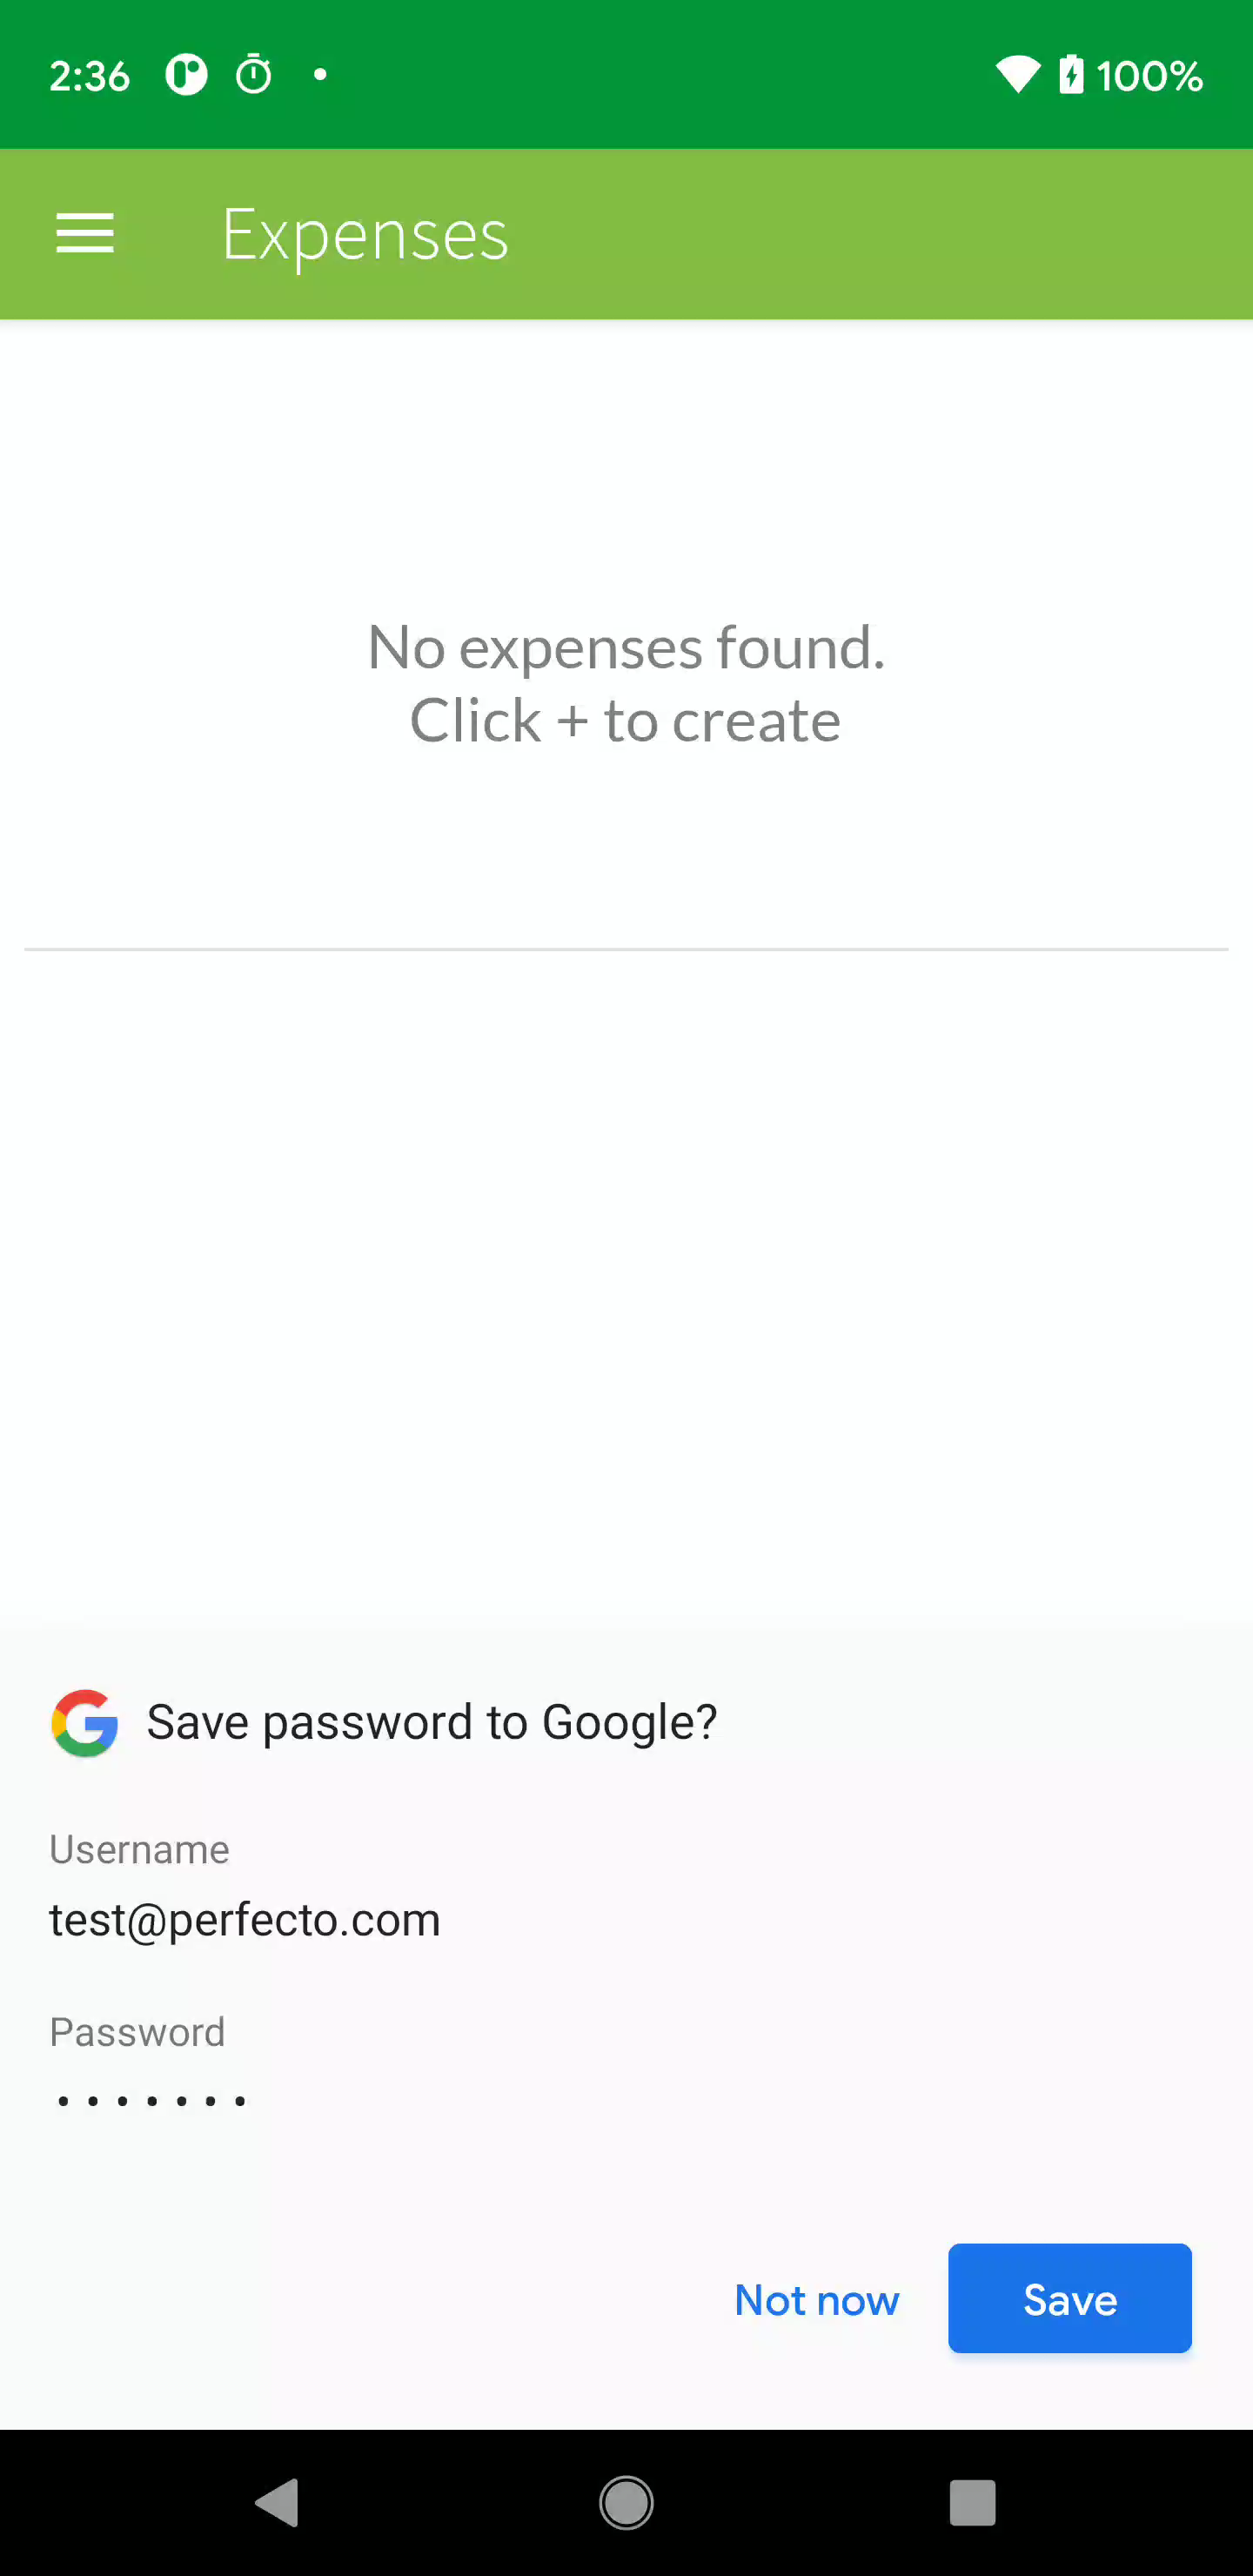 2:36
100%
Expenses
No expenses found.
Click + to create
Save password to Google?
Username
test@perfecto.com
Password
•••••••
Not now
Save